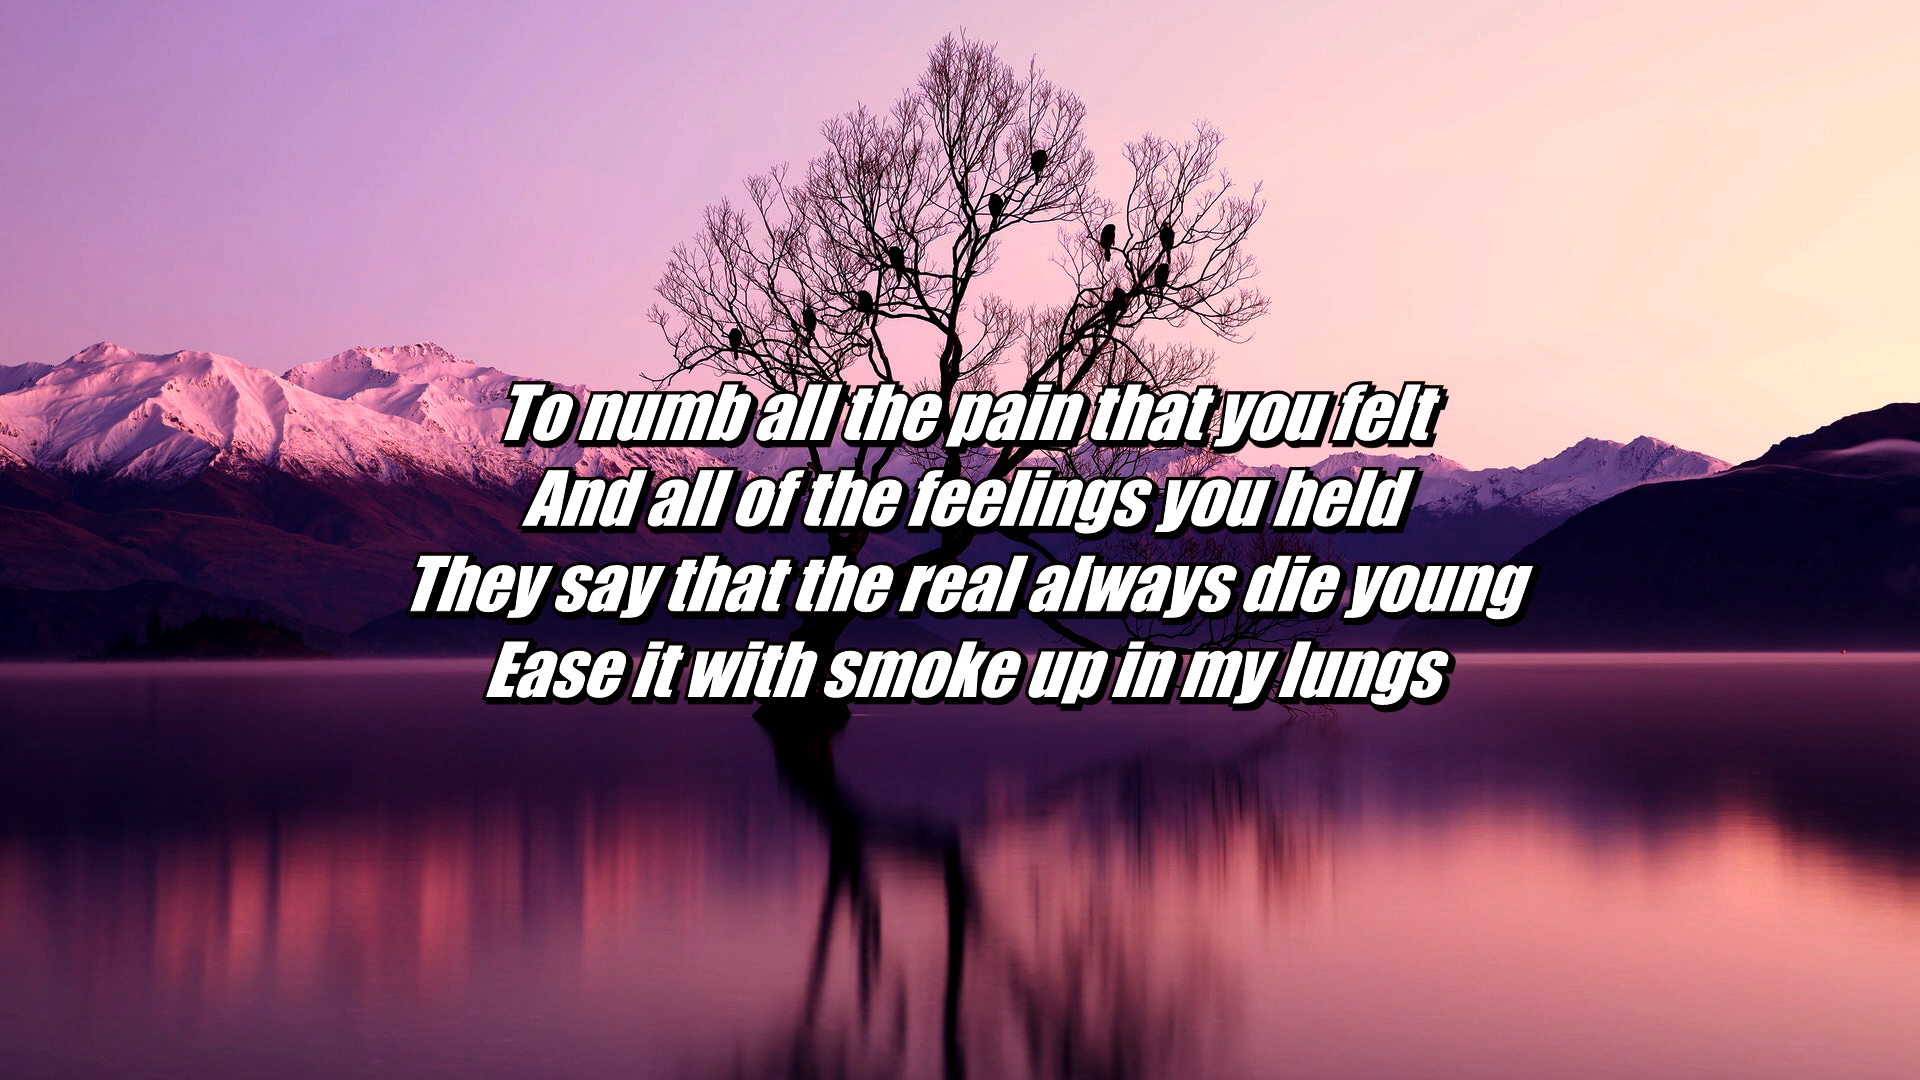 To numb all the pain that you felt
And all of the feelings you held
They say that the real always die young
Ease it with smoke up in my lungs